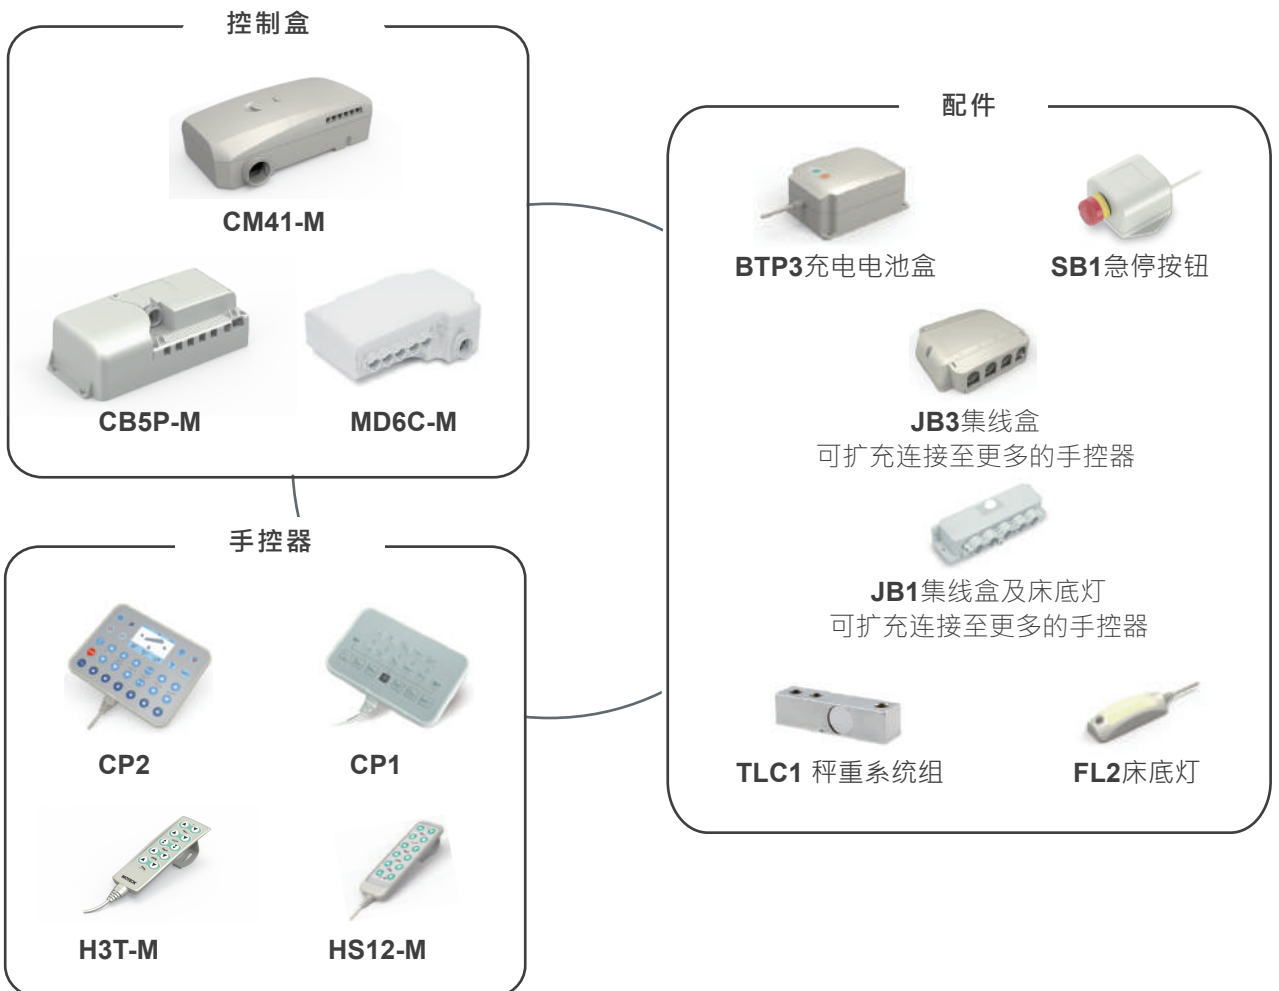 控制盒
CM41-M
CB5P-M
MD6C-M
手控器
CP2
CP1
H3T-M
HS12-M
配件
BTP3充电电池盒
SB1急停按钮
JB3集线盒
可扩充连接至更多的手控器
JB1集线盒及床底灯
可扩充连接至更多的手控器
TLC1 秤重系统组
FL2床底灯